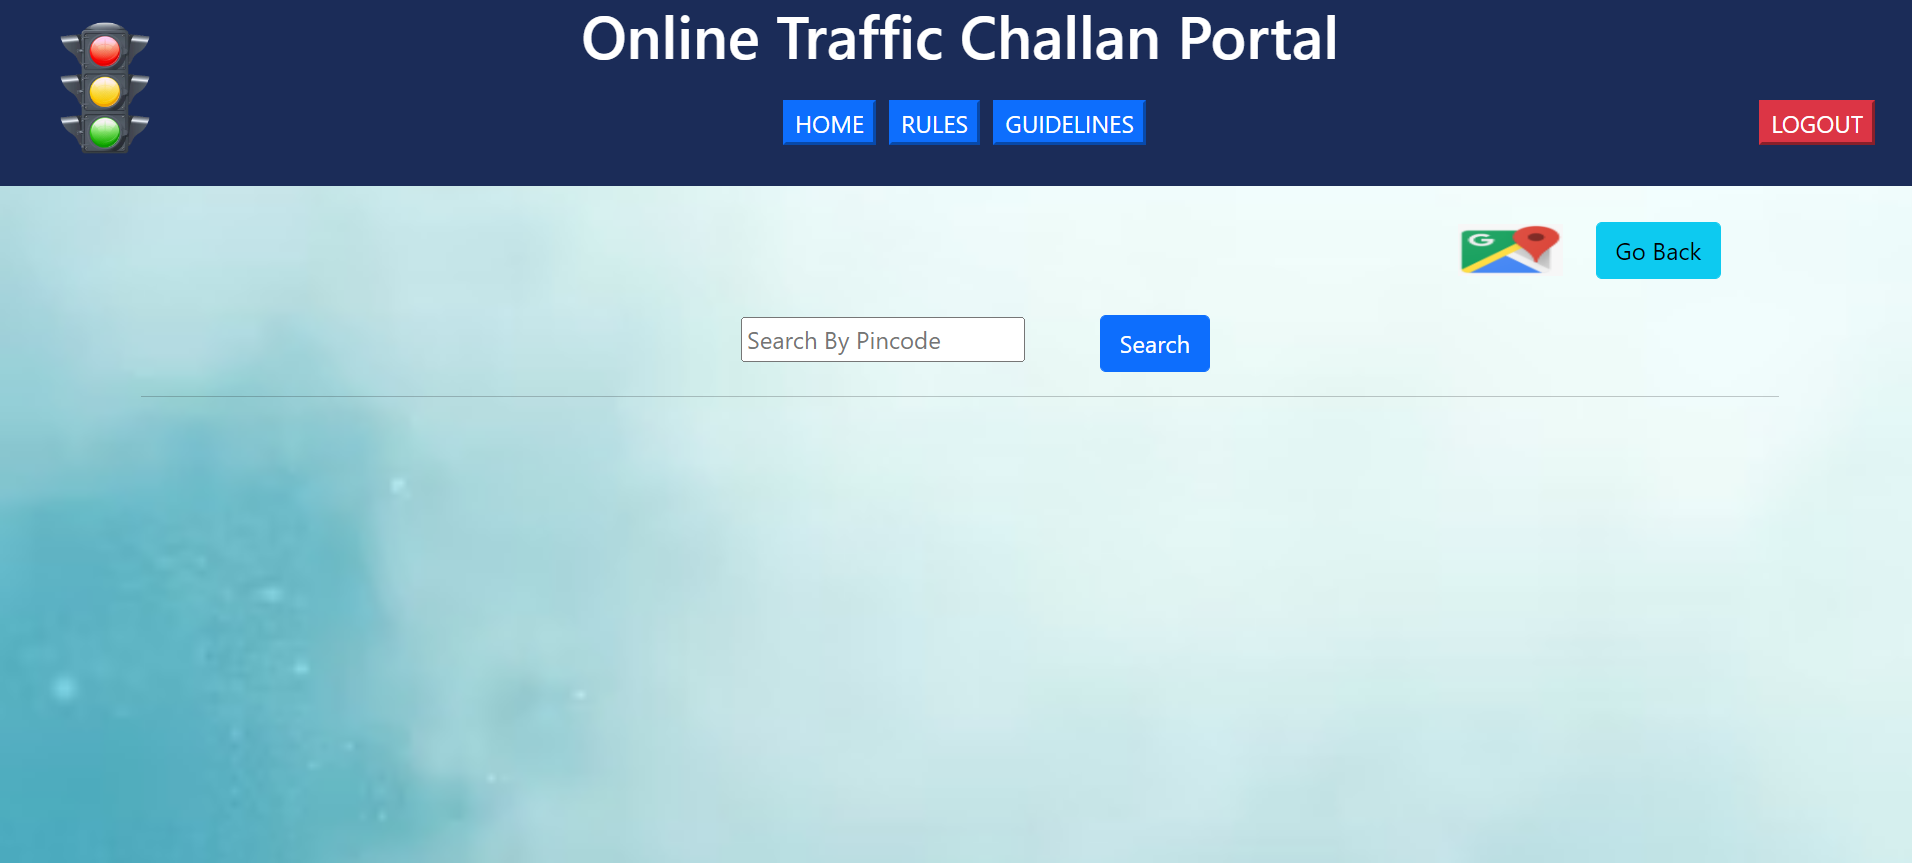 Online Traffic Challan Portal
HOME RULES GUIDELINES LOGOUT
G
Go Back
Search By Pincode Search